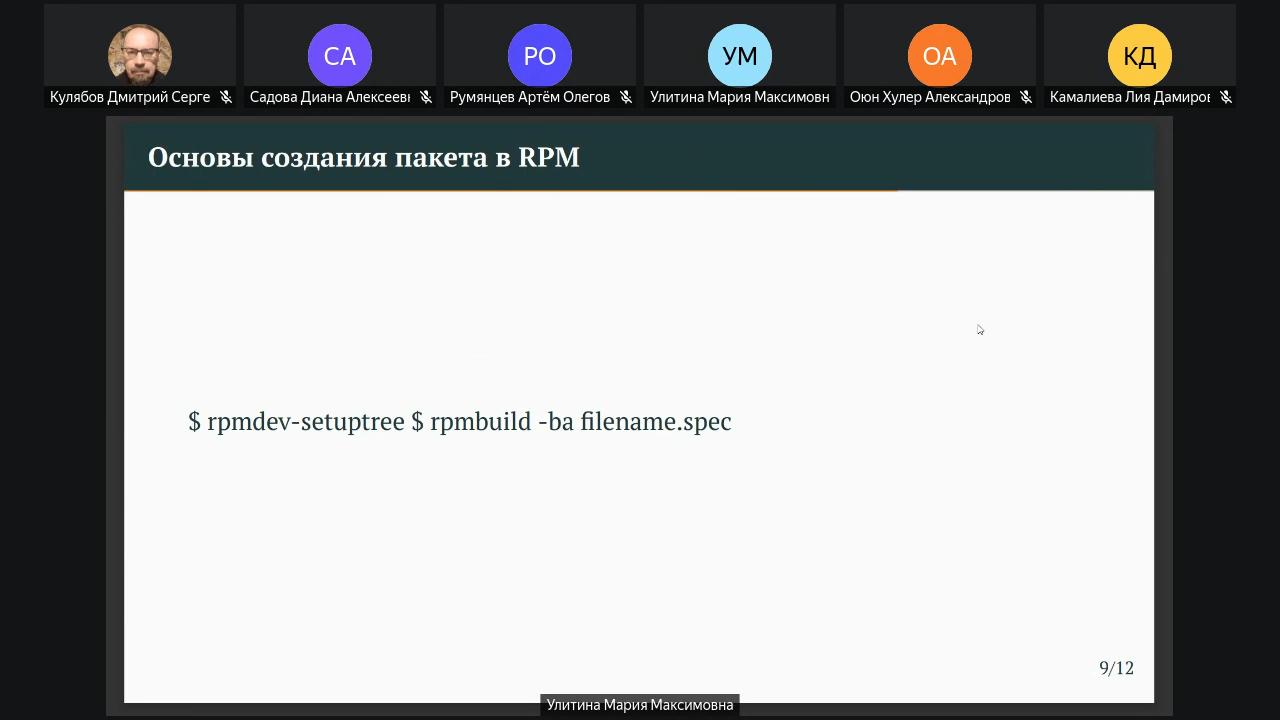 СА
РО
УМ
ОА
КД
Кулябов Дмитрий Серге
Садова Диана Алексеевн
Румянцев Артём Олегов
Улитина Мария Максимовн
Оюн Хулер Александров
Камалиева Лия Дамиров
Основы создания пакета в RPM
$ rpmdev-setuptree $ rpmbuild -ba filename.spec
9/12
Улитина Мария Максимовна